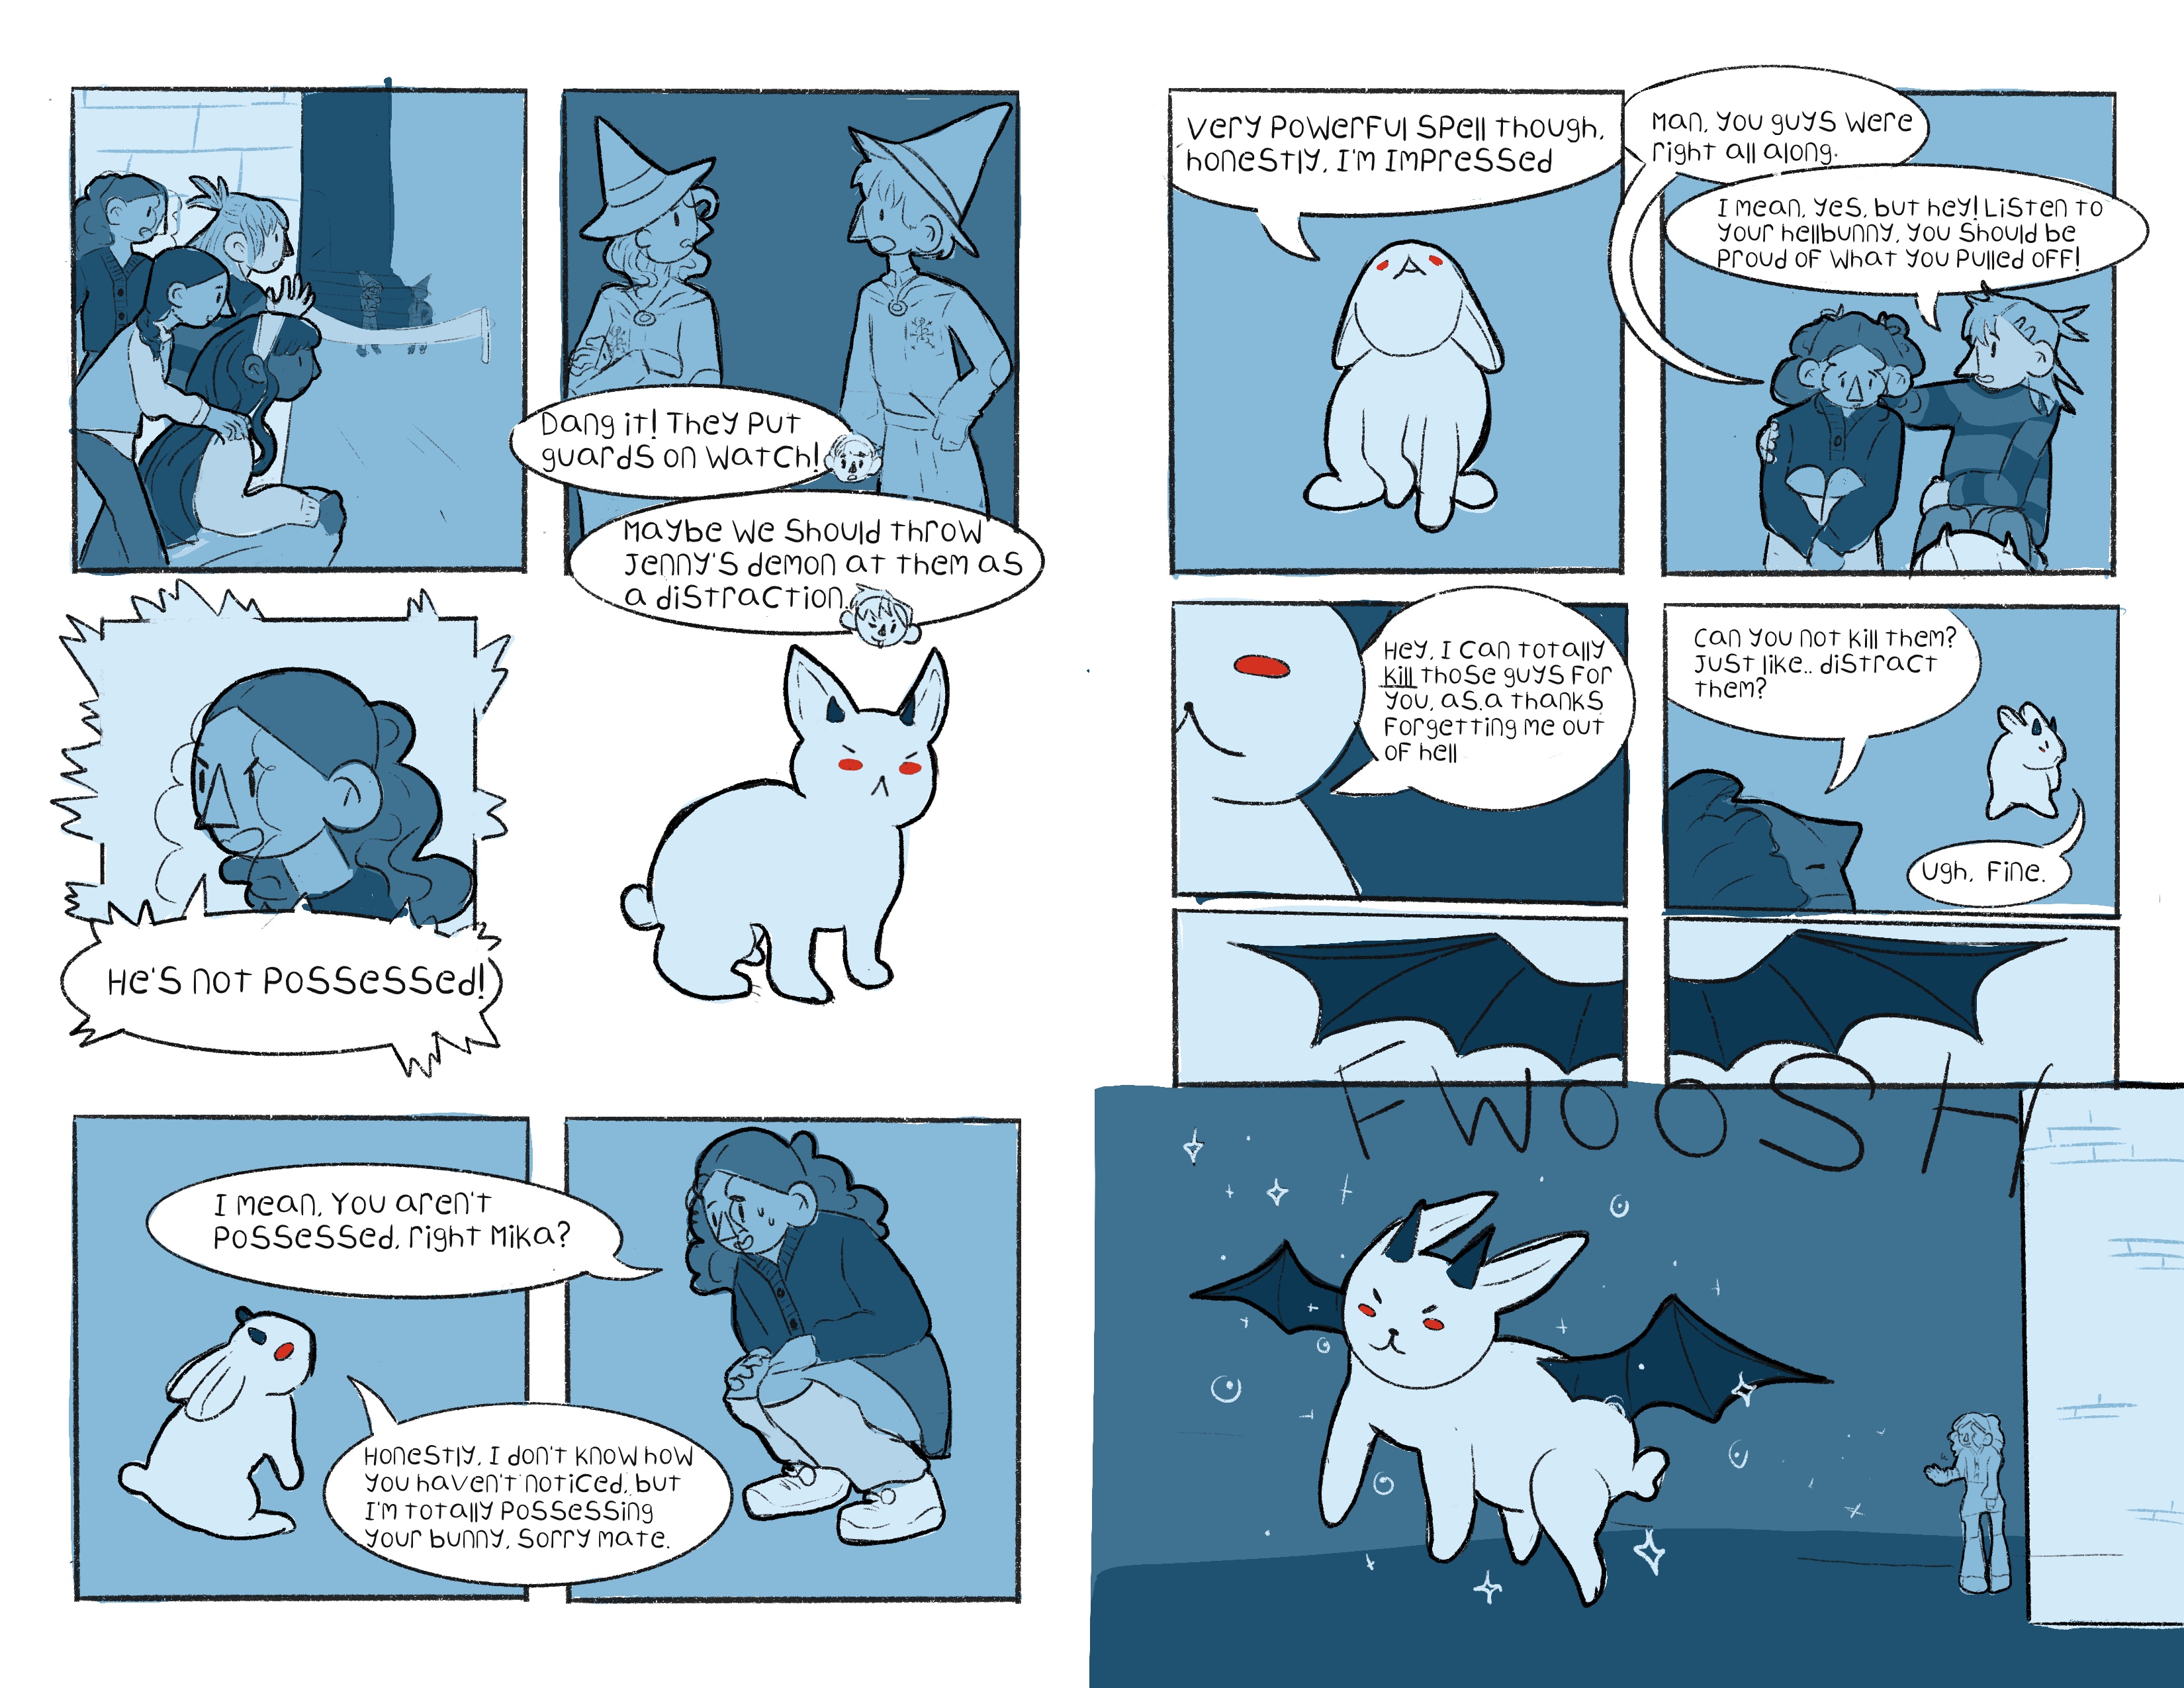 Dang it! They put
guards on watch!
Maybe we should throw
Jenny's demon at them as
a distraction.
He's not possessed!
I mean, you aren't
possessed, right Mika?
Honestly, I don't know how
you haven't noticed, but
I'm totally possessing
your bunny, sorry mate.
Very powerful spell though,
honestly, I'm impressed
Man, you guys were
right all along.
I mean, yes, but hey! Listen to
your hellbunny, you should be
proud of what you pulled off!
Hey, I can totally
kill those guys for
you, as a thanks
forgetting me out
of hell
Can you not kill them?
Just like.. distract
them?
Ugh, fine.
FWOOSH